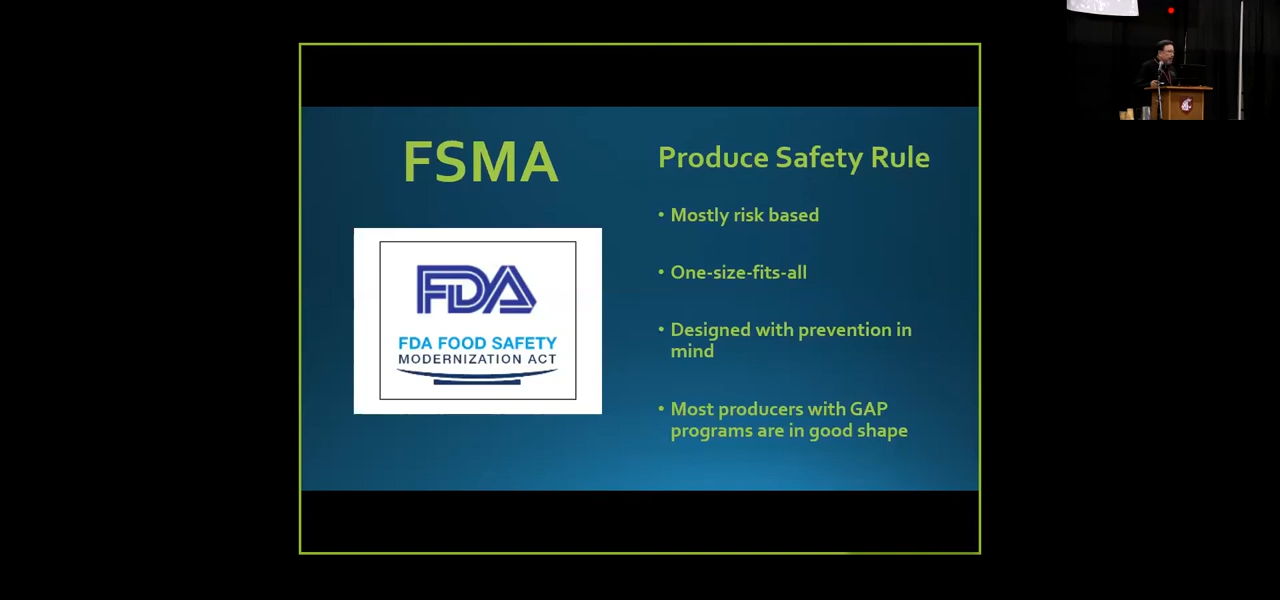 FSMA
FDA
FDA FOOD SAFETY
MODERNIZATION ACT
Produce Safety Rule
• Mostly risk based
• One-size-fits-all
• Designed with prevention in
mind
• Most producers with GAP
programs are in good shape